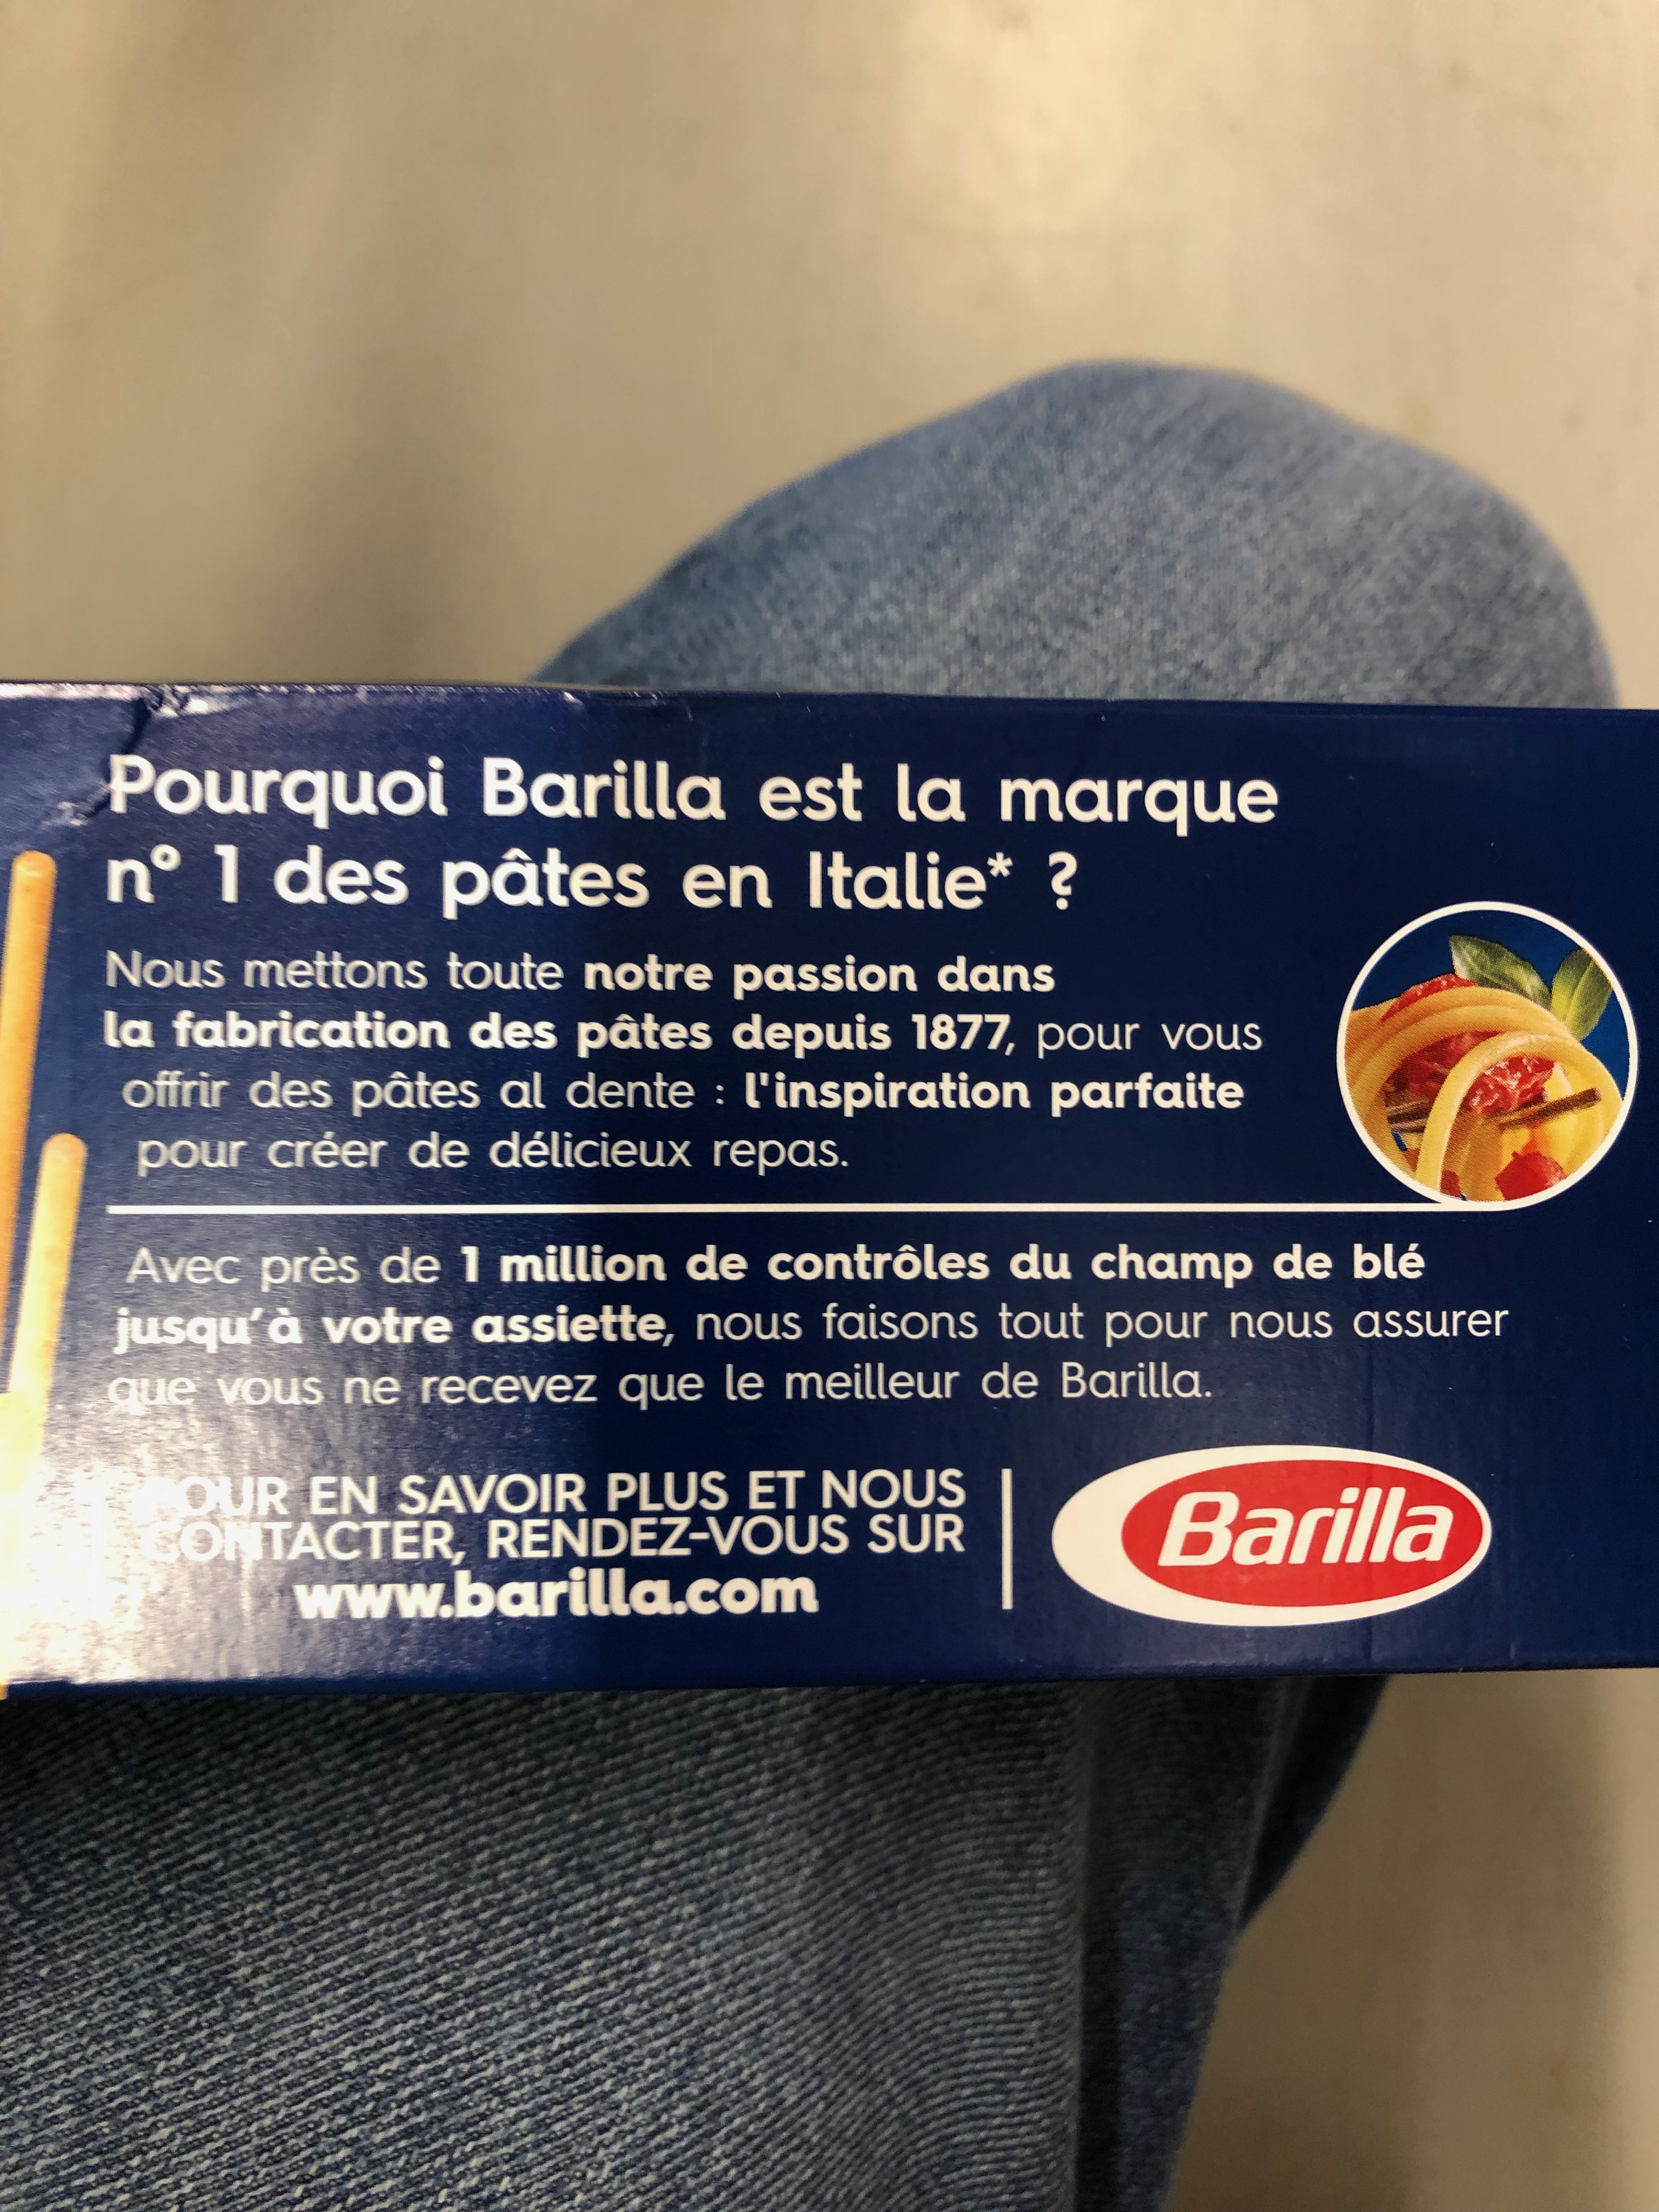 Pourquoi Barilla est la marque
n° 1 des pâtes en Italie* ?
Nous mettons toute notre passion dans
la fabrication des pâtes depuis 1877, pour vous
offrir des pâtes al dente : l'inspiration parfaite
pour créer de délicieux repas.
Avec près de 1 million de contrôles du champ de blé
jusqu'à votre assiette, nous faisons tout pour nous assurer
que vous ne recevez que le meilleur de Barilla.
POUR EN SAVOIR PLUS ET NOUS
CONTACTER, RENDEZ-VOUS SUR
www.barilla.com
Barilla